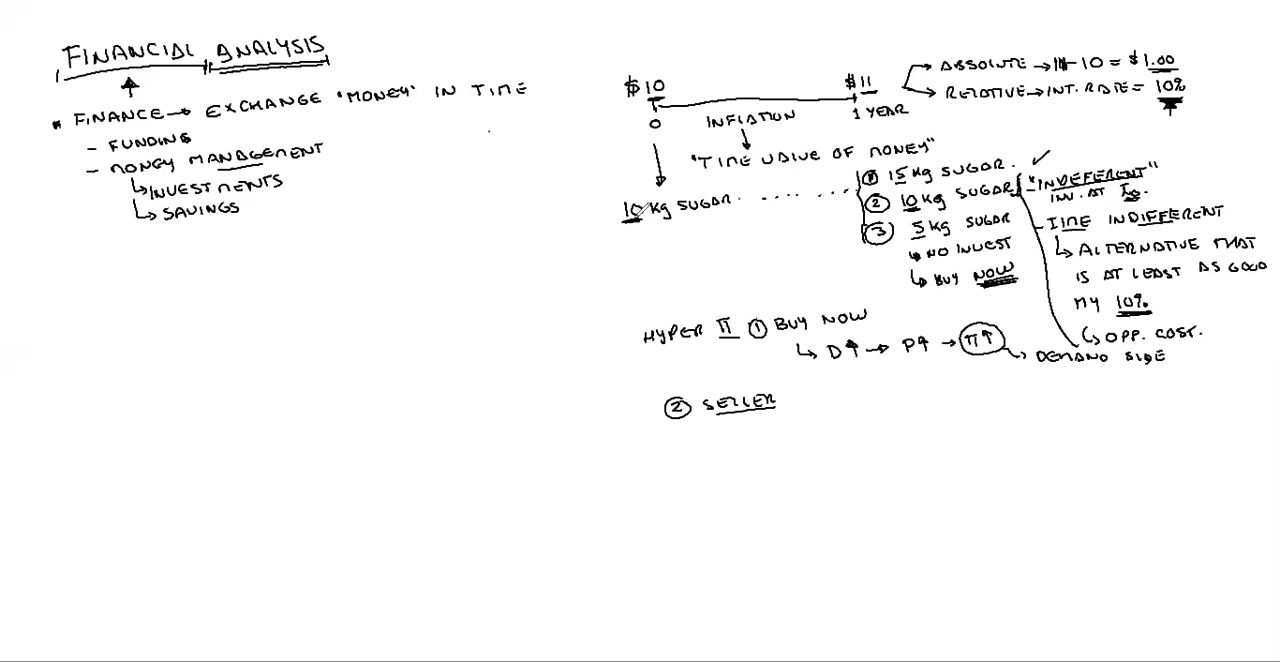 FINANCIAL ANALYSIS
* FINANCE → EXCHANGE "MONEY" IN TIME
- FUNDING
- MONEY MANAGEMENT
↳ INVESTMENTS
↳ SAVINGS
$10
$11
0
1 YEAR
INFLATION
"TIME VALUE OF MONEY"
ABSOLUTE → 11-10 = $1.00
RELATIVE → INT. RATE = 10%
10 KG SUGAR. .... ...
① 15 KG SUGAR. ✓
② 10 KG SUGAR
③ 5 KG SUGAR
↳ NO INVEST
↳ BUY NOW
- "INDEFERENT"
INV. AT
- TIME INDIFFERENT
↳ ALTERNATIVE THAT
IS AT LEAST AS GOOD
MY 10%
↳ OPP. COST.
HYPER Π ① BUY NOW
↳ D↑ → P↑ → Π↑ → DEMAND SIDE
② SELLER